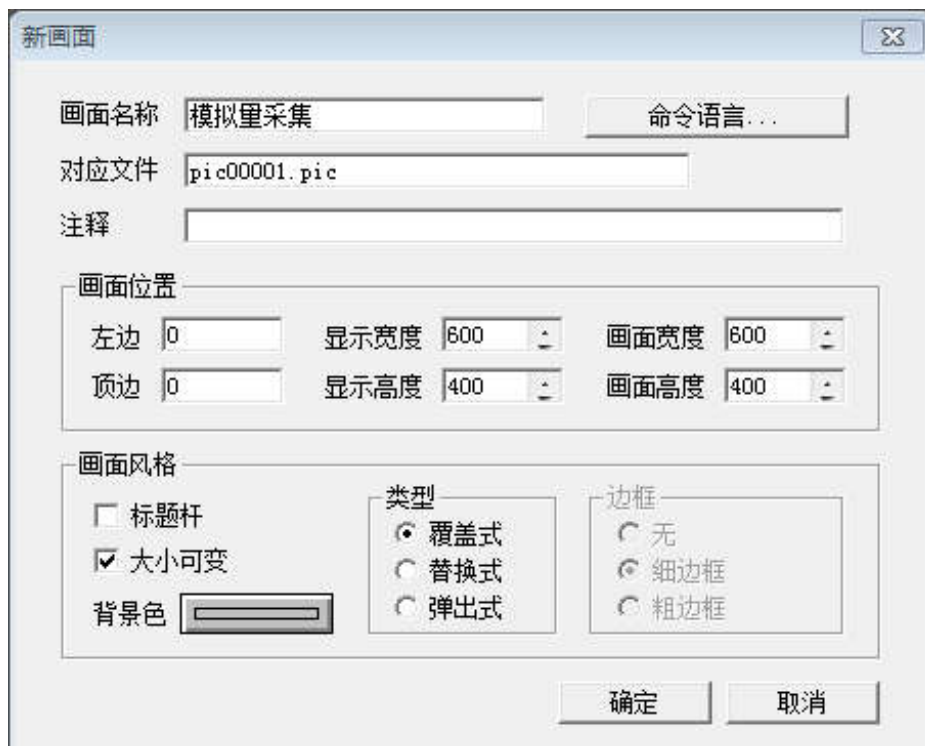 新画面
画面名称 模拟量采集 命令语言...
对应文件 pic00001.pic
注释
画面位置
左边 0 显示宽度 600 画面宽度 600
顶边 0 显示高度 400 画面高度 400
画面风格
类型 边框
标题杆 覆盖式 无
大小可变 替换式 细边框
背景色 弹出式 粗边框
确定 取消